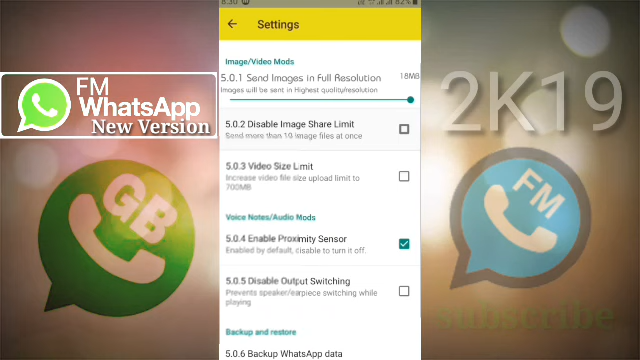 8:30
82%
Settings
Image/Video Mods
5.0.1 Send Images in Full Resolution
18MB
Images will be sent in Highest quality/resolution
5.0.2 Disable Image Share Limit
Send more than 10 image files at once
5.0.3 Video Size Limit
Increase video file size upload limit to
700MB
Voice Notes/Audio Mods
5.0.4 Enable Proximity Sensor
Enabled by default, disable to turn it off.
5.0.5 Disable Output Switching
Prevents speaker/earpiece switching while
playing
Backup and restore
5.0.6 Backup WhatsApp data
FM
WhatsApp
New Version
GB
2K19
FM
subscribe